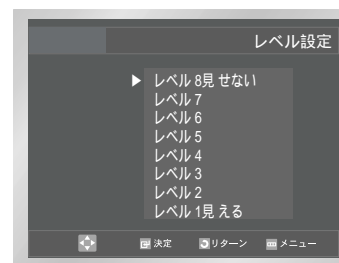 レベル設定
レベル 8見 せない
レベル 7
レベル 6
レベル 5
レベル 4
レベル 3
レベル 2
レベル 1見 える
決定 リターン メニュー